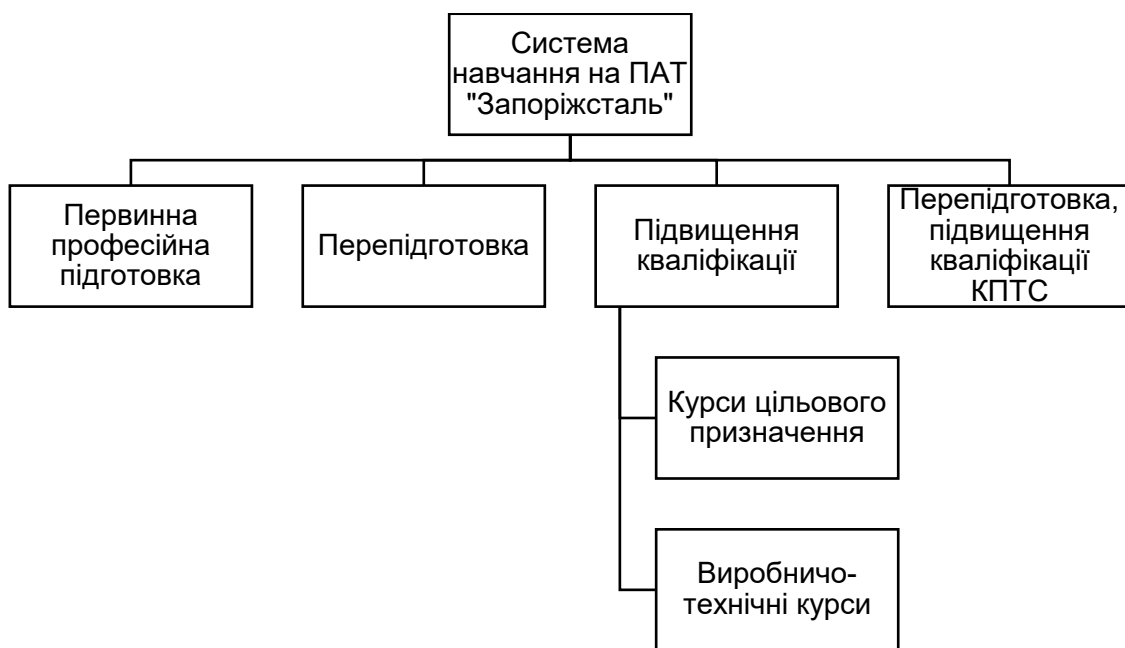 Система
навчання на ПАТ
"Запоріжсталь"
Первинна
професійна
підготовка
Перепідготовка
Підвищення
кваліфікації
Перепідготовка,
підвищення
кваліфікації
КПТС
Курси цільового
призначення
Виробничо-
технічні курси